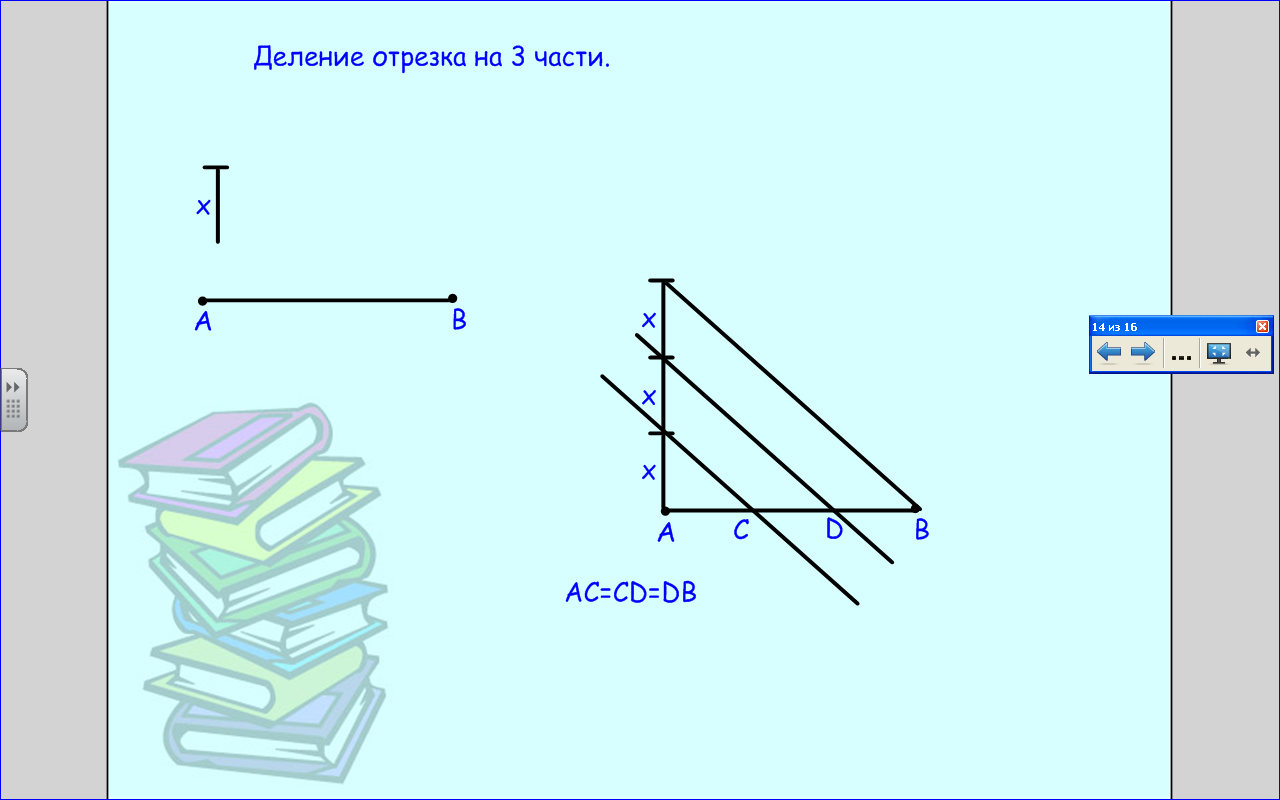 Деление отрезка на 3 части.
x
A B
14 из 16
x
x
x
A C D B
AC=CD=DB